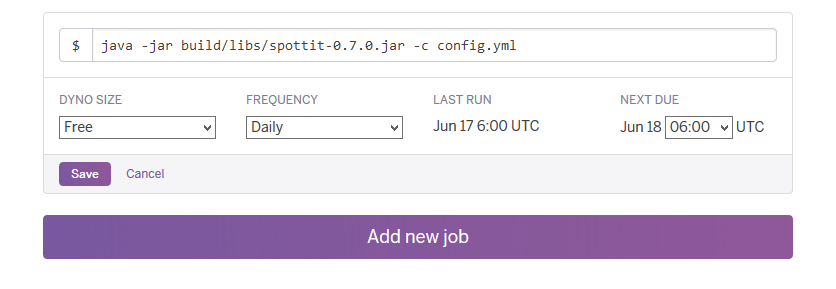 $ java -jar build/libs/spottit-0.7.0.jar -c config.yml
DYNO SIZE FREQUENCY LAST RUN NEXT DUE
Free Daily Jun 17 6:00 UTC Jun 18 06:00 UTC
Save Cancel
Add new job